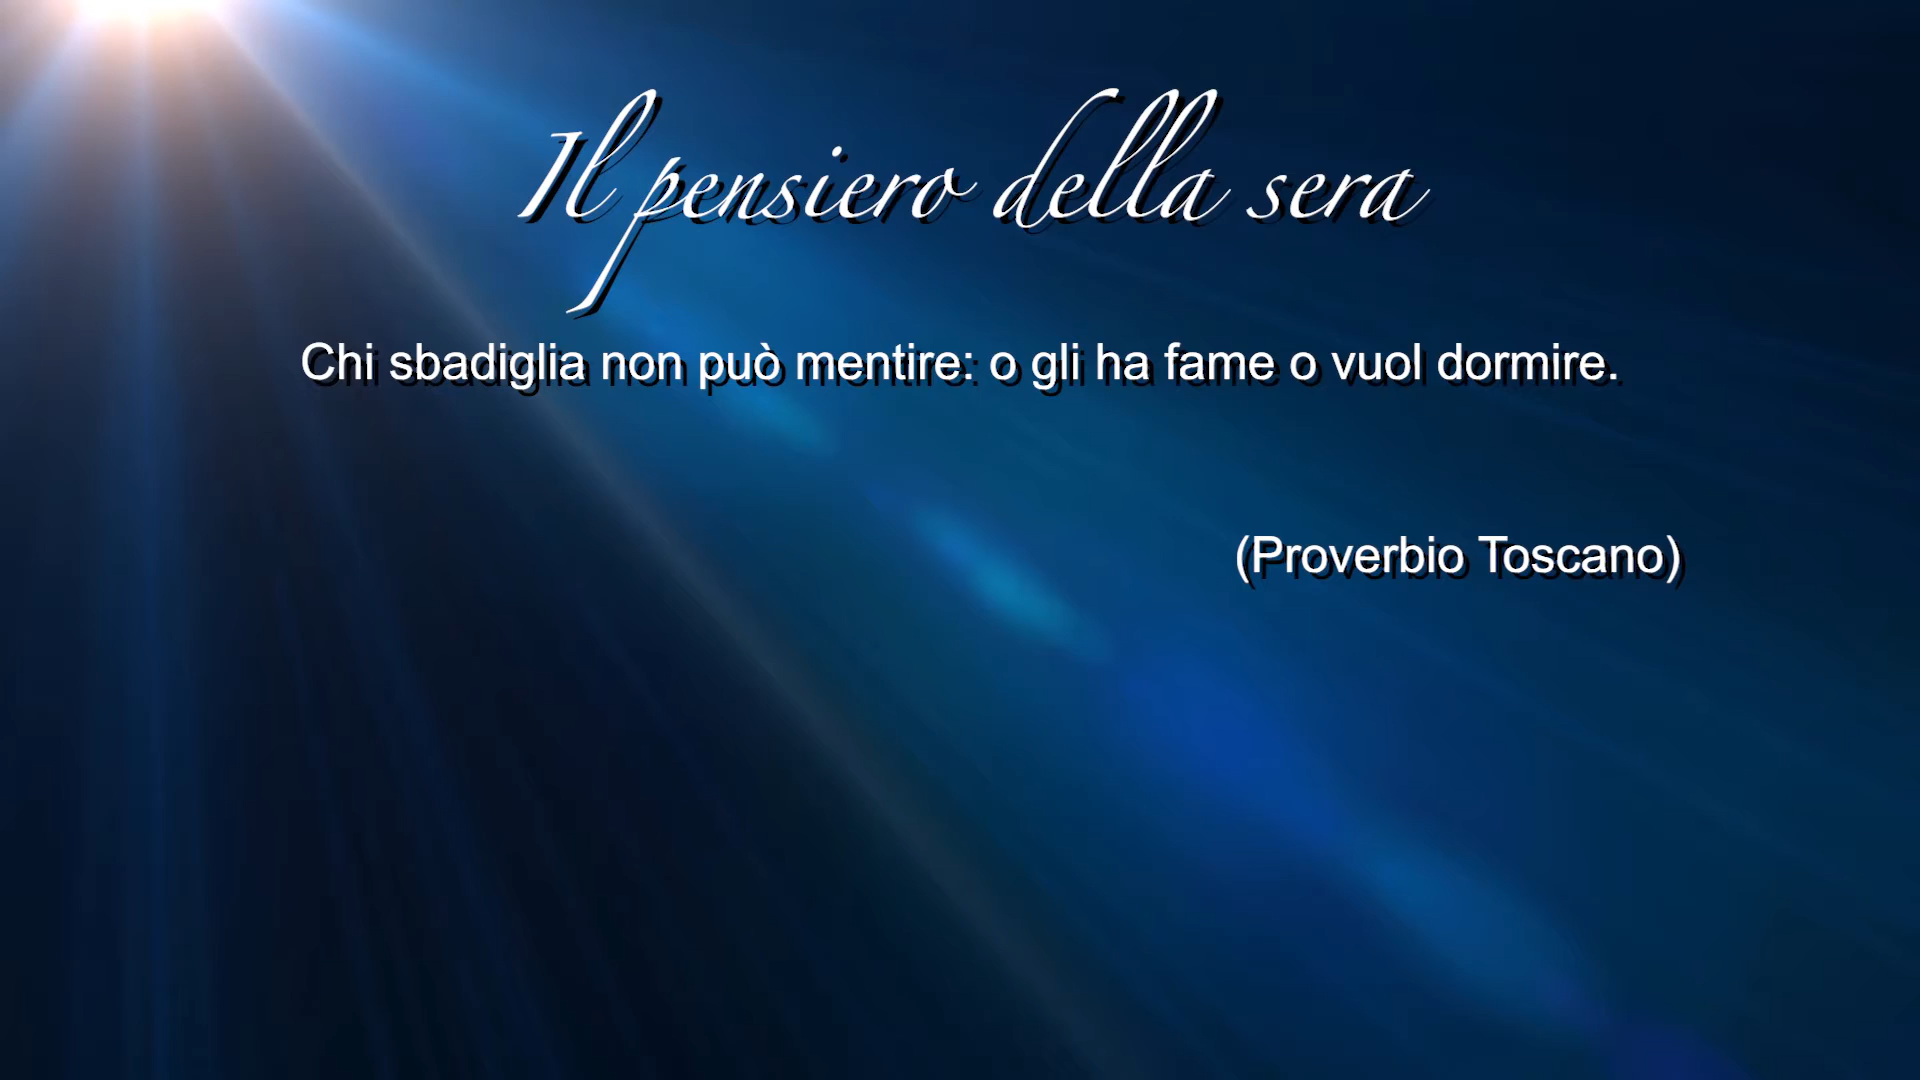 Il pensiero della sera
Chi sbadiglia non può mentire: o gli ha fame o vuol dormire.
(Proverbio Toscano)